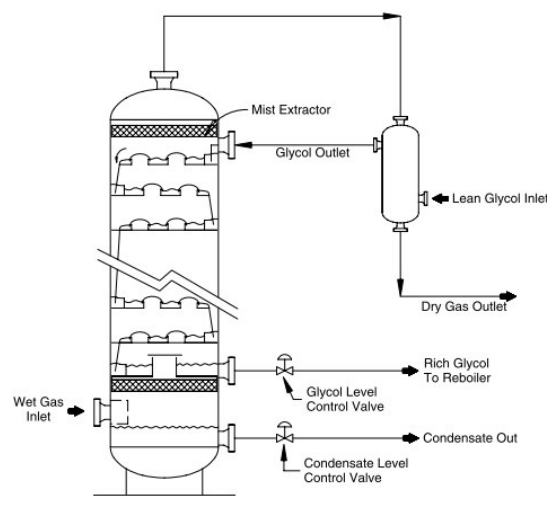 Mist Extractor
Glycol Outlet
Lean Glycol Inlet
Dry Gas Outlet
Rich Glycol
To Reboiler
Glycol Level
Control Valve
Wet Gas
Inlet
Condensate Out
Condensate Level
Control Valve